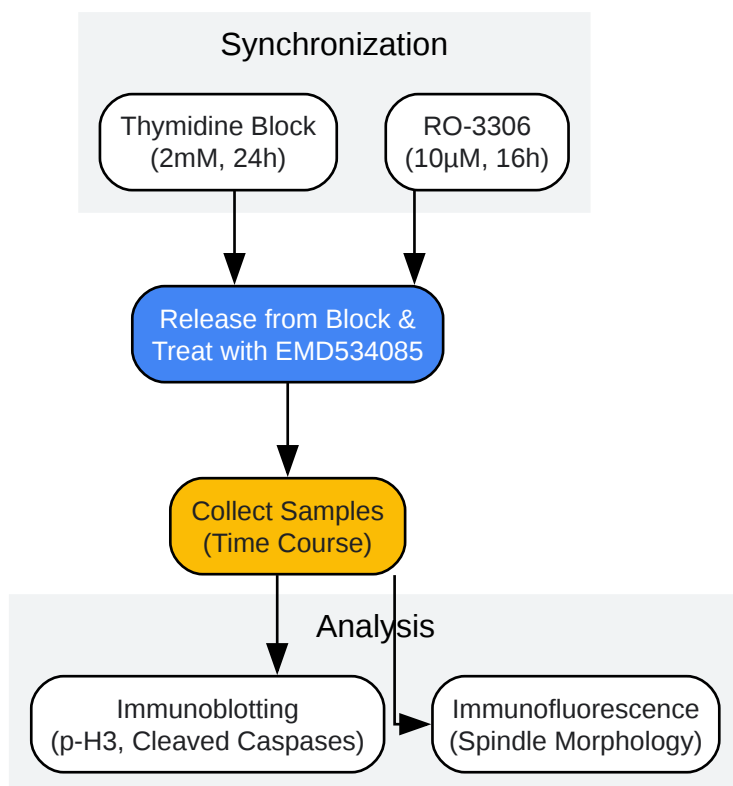 Synchronization
Thymidine Block
(2mM, 24h)
RO-3306
(10µM, 16h)
Release from Block &
Treat with EMD534085
Collect Samples
(Time Course)
Analysis
Immunoblotting
(p-H3, Cleaved Caspases)
Immunofluorescence
(Spindle Morphology)